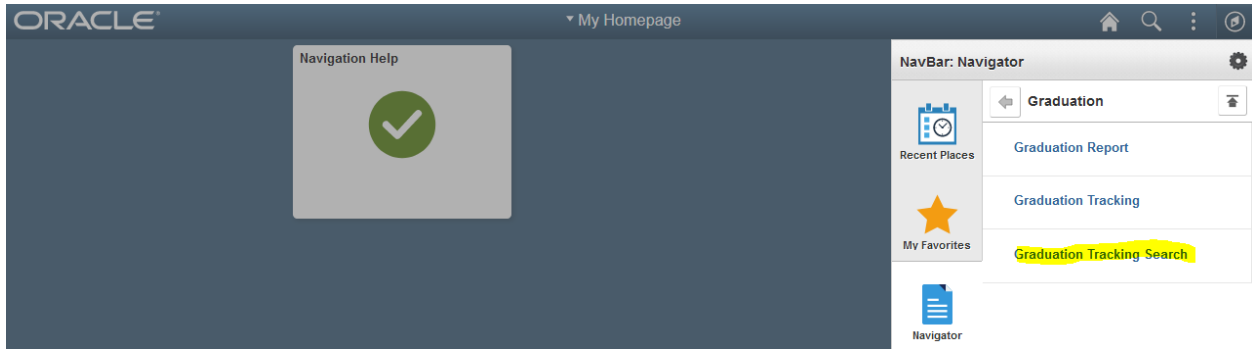 ORACLE
My Homepage
Navigation Help
NavBar: Navigator
Recent Places
My Favorites
Navigator
Graduation
Graduation Report
Graduation Tracking
Graduation Tracking Search